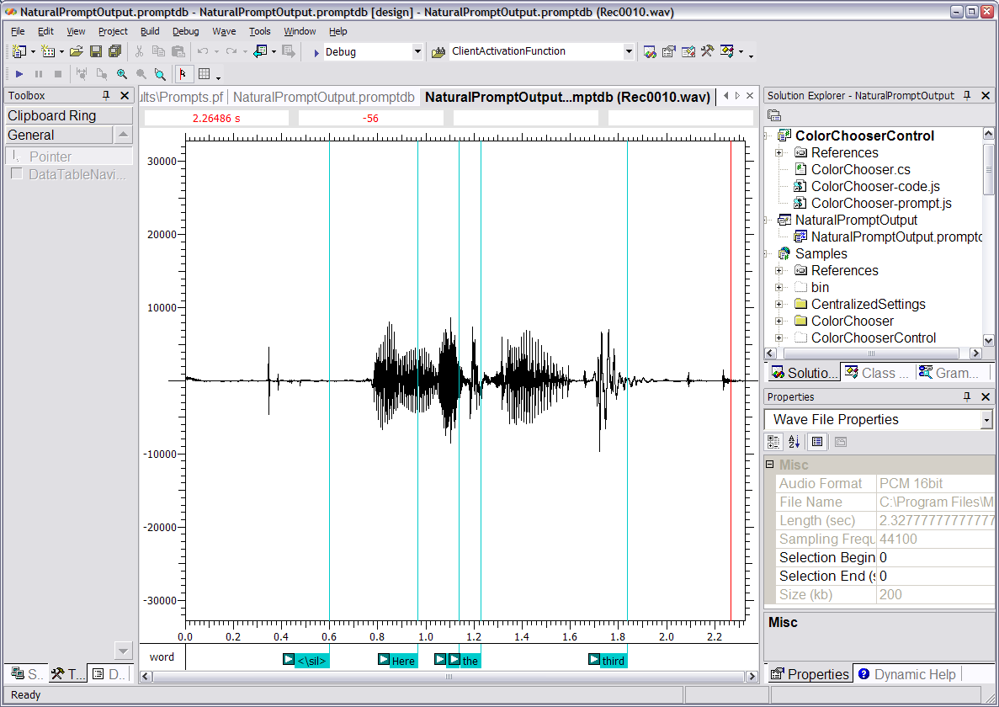 NaturalPromptOutput.promptdb - NaturalPromptOutput.promptdb [design] - NaturalPromptOutput.promptdb (Rec0010.wav)
File Edit View Project Build Debug Wave Tools Window Help
Debug ClientActivationFunction
Toolbox
Clipboard Ring
General
Pointer
DataTableNavi...
S.. T... D..
ults\Prompts.pf NaturalPromptOutput.promptdb NaturalPromptOutput...mptdb (Rec0010.wav)
2.26486 s -56
30000
20000
10000
-10000
-20000
-30000
0.0 0.2 0.4 0.6 0.8 1.0 1.2 1.4 1.6 1.8 2.0 2.2
word <\sil> Here the third
Solution Explorer - NaturalPromptOutput
ColorChooserControl
References
ColorChooser.cs
ColorChooser-code.js
ColorChooser-prompt.js
NaturalPromptOutput
NaturalPromptOutput.promptd
Samples
References
bin
CentralizedSettings
ColorChooser
ColorChooserControl
Solutio... Class ... Gram...
Properties
Wave File Properties
Misc
Audio Format PCM 16bit
File Name C:\Program Files\M
Length (sec) 2.32777777777777
Sampling Frequ 44100
Selection Begin 0
Selection End (s 0
Size (kb) 200
Misc
Properties Dynamic Help
Ready